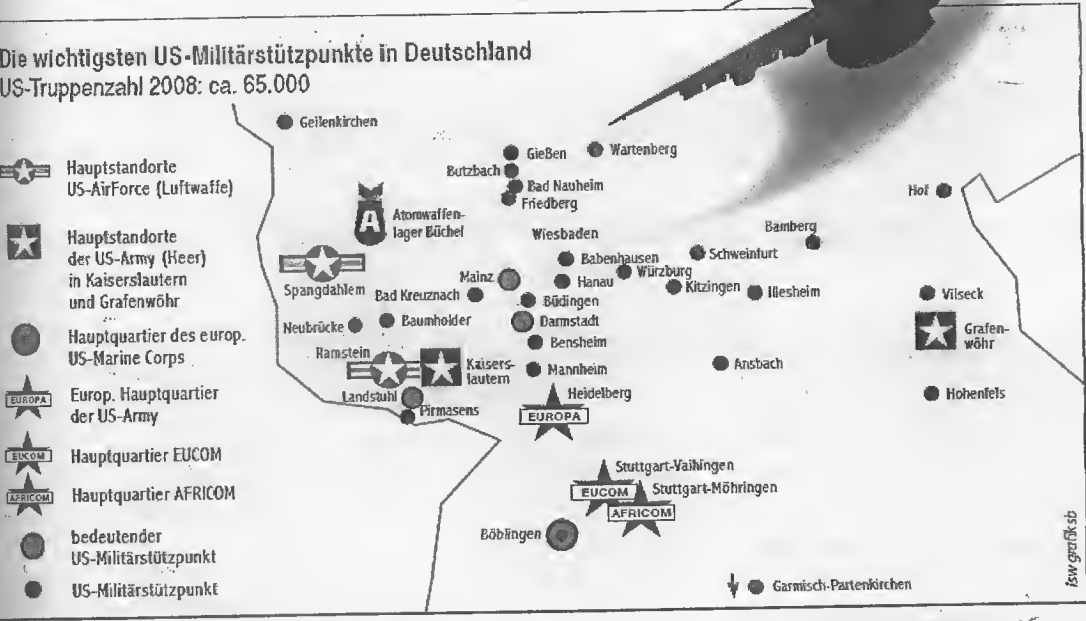 Die wichtigsten US-Militärstützpunkte in Deutschland
US-Truppenzahl 2008: ca. 65.000
Hauptstandorte
US-AirForce (Luftwaffe)
Hauptstandorte
der US-Army (Heer)
in Kaiserslautern
und Grafenwöhr
Hauptquartier des europ.
US-Marine Corps
EUROPA
Europ. Hauptquartier
der US-Army
EUCOM
Hauptquartier EUCOM
AFRICOM
Hauptquartier AFRICOM
bedeutender
US-Militärstützpunkt
US-Militärstützpunkt
Geilenkirchen
Gießen
Wartenberg
Butzbach
Bad Nauheim
Friedberg
Hof
A
Atomwaffen-
lager Büchel
Wiesbaden
Bamberg
Babenhausen
Schweinfurt
Spangdahlem
Mainz
Hanau
Würzburg
Kitzingen
Illesheim
Vilseck
Bad Kreuznach
Büdingen
Neubrücke
Baumholder
Darmstadt
Grafen-
wöhr
Bensheim
Ramstein
Kaisers-
lautern
Mannheim
Ansbach
Landstuhl
Heidelberg
Hohenfels
Pirmasens
EUROPA
Stuttgart-Vaihingen
EUCOM
Stuttgart-Möhringen
AFRICOM
Böblingen
Garmisch-Partenkirchen
isw grafik sb